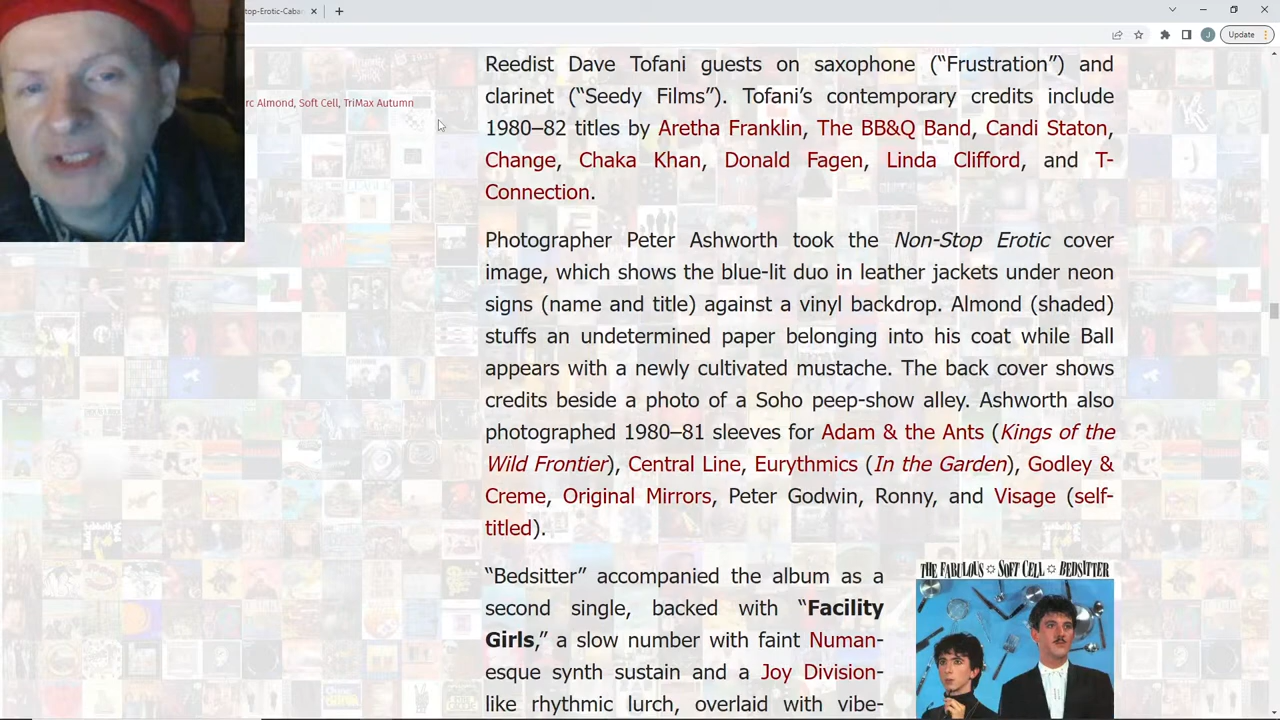 top-Erotic-Caba
Update
rc Almond, Soft Cell, TriMax Autumn
Reedist Dave Tofani guests on saxophone (“Frustration”) and
clarinet (“Seedy Films”). Tofani’s contemporary credits include
1980–82 titles by Aretha Franklin, The BB&Q Band, Candi Staton,
Change, Chaka Khan, Donald Fagen, Linda Clifford, and T-
Connection.
Photographer Peter Ashworth took the Non-Stop Erotic cover
image, which shows the blue-lit duo in leather jackets under neon
signs (name and title) against a vinyl backdrop. Almond (shaded)
stuffs an undetermined paper belonging into his coat while Ball
appears with a newly cultivated mustache. The back cover shows
credits beside a photo of a Soho peep-show alley. Ashworth also
photographed 1980–81 sleeves for Adam & the Ants (Kings of the
Wild Frontier), Central Line, Eurythmics (In the Garden), Godley &
Creme, Original Mirrors, Peter Godwin, Ronny, and Visage (self-
titled).
“Bedsitter” accompanied the album as a
second single, backed with “Facility
Girls,” a slow number with faint Numan-
esque synth sustain and a Joy Division-
like rhythmic lurch, overlaid with vibe-
THE FABULOUS SOFT CELL BEDSITTER